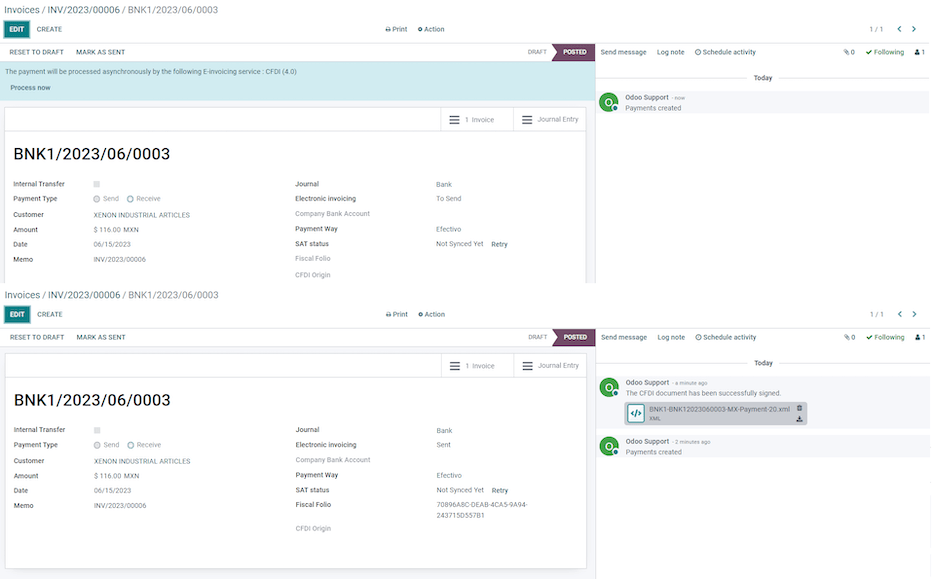 Invoices / INV/2023/00006 / BNK1/2023/06/0003
EDIT CREATE Print Action 1 / 1
RESET TO DRAFT MARK AS SENT DRAFT POSTED Send message Log note Schedule activity 0 Following 1
The payment will be processed asynchronously by the following E-invoicing service : CFDI (4.0)
Process now
Today
Odoo Support - now
Payments created
1 Invoice Journal Entry
BNK1/2023/06/0003
Internal Transfer Journal Bank
Payment Type Send Receive Electronic invoicing To Send
Customer XENON INDUSTRIAL ARTICLES Company Bank Account
Amount $ 116.00 MXN Payment Way Efectivo
Date 06/15/2023 SAT status Not Synced Yet Retry
Memo INV/2023/00006 Fiscal Folio
CFDI Origin
Invoices / INV/2023/00006 / BNK1/2023/06/0003
EDIT CREATE Print Action 1 / 1
RESET TO DRAFT MARK AS SENT DRAFT POSTED Send message Log note Schedule activity 0 Following 1
Today
1 Invoice Journal Entry
Odoo Support - a minute ago
The CFDI document has been successfully signed.
</> BNK1-BNK12023060003-MX-Payment-20.xml
XML
Odoo Support - 2 minutes ago
Payments created
BNK1/2023/06/0003
Internal Transfer Journal Bank
Payment Type Send Receive Electronic invoicing Sent
Customer XENON INDUSTRIAL ARTICLES Company Bank Account
Amount $ 116.00 MXN Payment Way Efectivo
Date 06/15/2023 SAT status Not Synced Yet Retry
Memo INV/2023/00006 Fiscal Folio 70896A8C-DEAB-4CA5-9A94-
243715D557B1
CFDI Origin